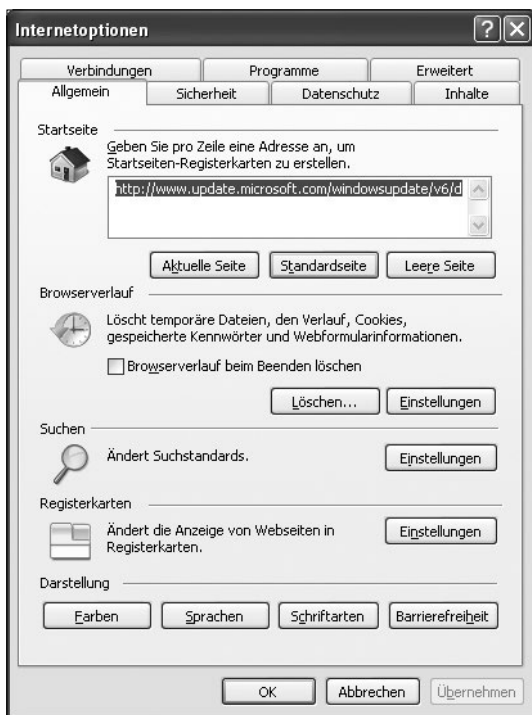 Internetoptionen
Verbindungen Programme Erweitert
Allgemein Sicherheit Datenschutz Inhalte
Startseite
Geben Sie pro Zeile eine Adresse an, um
Startseiten-Registerkarten zu erstellen.
http://www.update.microsoft.com/windowsupdate/v6/d
Aktuelle Seite Standardseite Leere Seite
Browserverlauf
Löscht temporäre Dateien, den Verlauf, Cookies,
gespeicherte Kennwörter und Webformularinformationen.
Browserverlauf beim Beenden löschen
Löschen... Einstellungen
Suchen
Ändert Suchstandards.
Einstellungen
Registerkarten
Ändert die Anzeige von Webseiten in
Registerkarten.
Einstellungen
Darstellung
Farben Sprachen Schriftarten Barrierefreiheit
OK Abbrechen Übernehmen